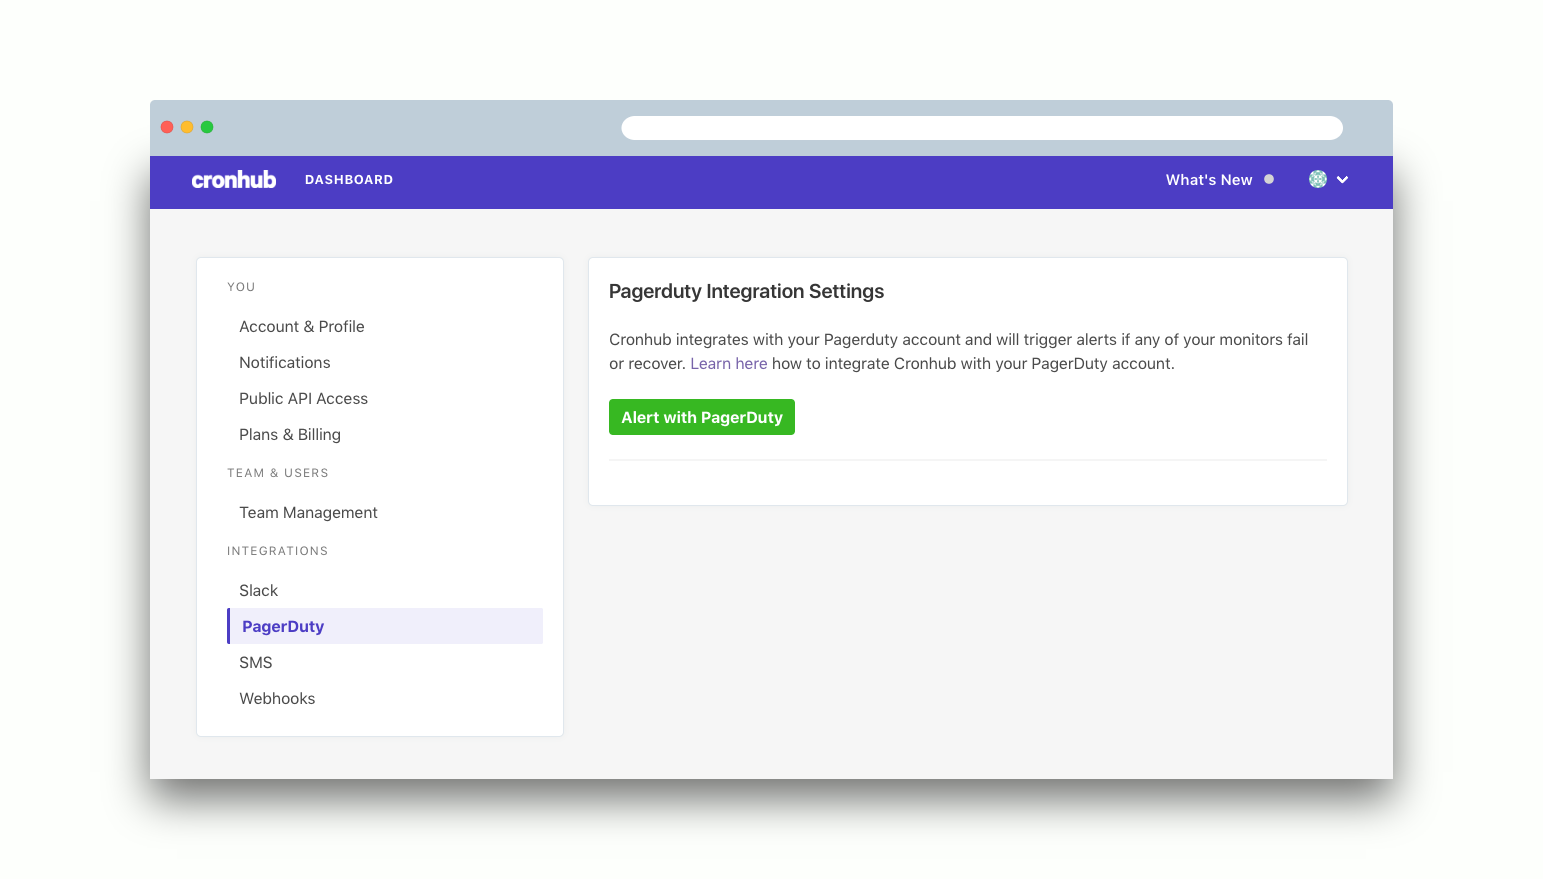 cronhub DASHBOARD What's New
YOU
Account & Profile
Notifications
Public API Access
Plans & Billing
TEAM & USERS
Team Management
INTEGRATIONS
Slack
PagerDuty
SMS
Webhooks
Pagerduty Integration Settings
Cronhub integrates with your Pagerduty account and will trigger alerts if any of your monitors fail
or recover. Learn here how to integrate Cronhub with your PagerDuty account.
Alert with PagerDuty